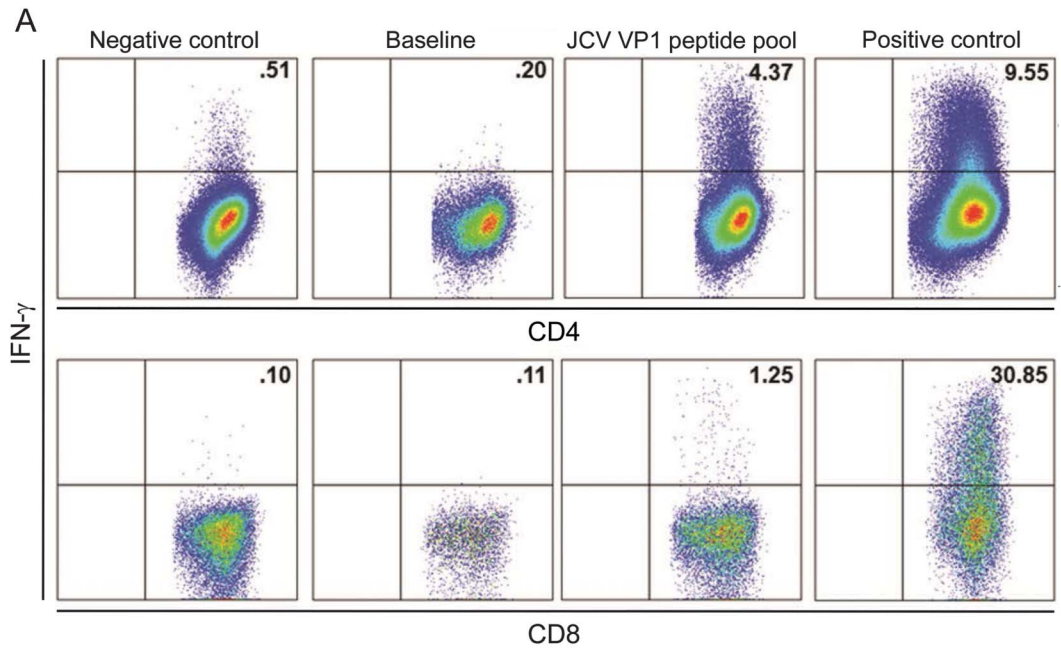 A
Negative control Baseline JCV VP1 peptide pool Positive control
.51 .20 4.37 9.55
IFN-γ
CD4
.10 .11 1.25 30.85
CD8